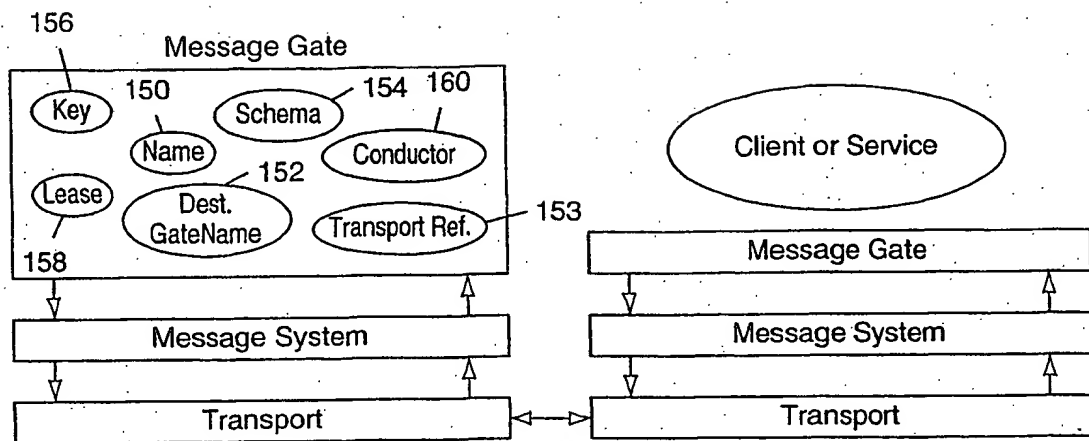 156
Message Gate
Key
150
Schema
154
160
Name
Conductor
Client or Service
Lease
152
Dest.
GateName
Transport Ref.
153
158
Message Gate
Message System
Message System
Transport
Transport